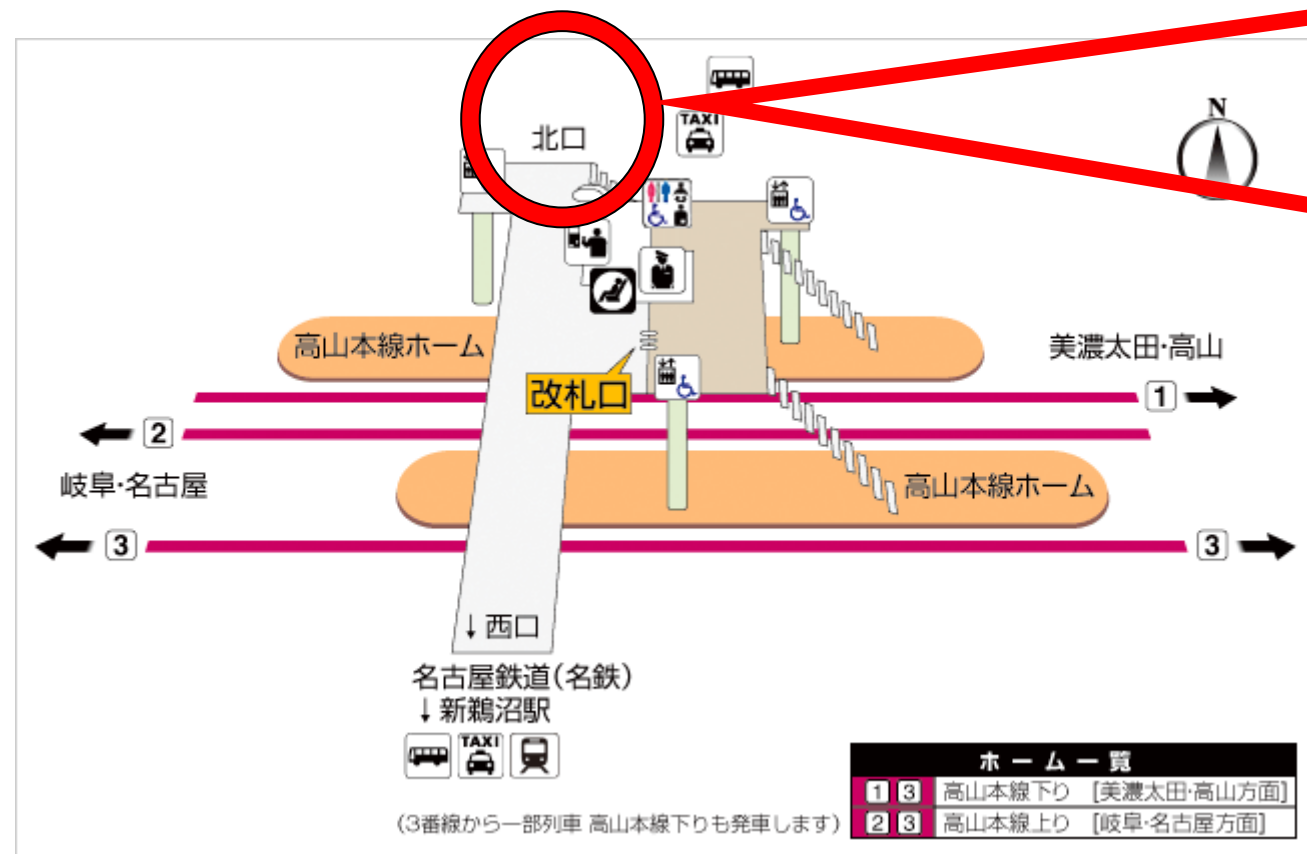 N
TAXI
北口
高山本線ホーム
美濃太田・高山
改札口
1
2
岐阜・名古屋
高山本線ホーム
3
3
↓西口
名古屋鉄道(名鉄)
↓新鵜沼駅
TAXI
ホーム一覧
1 3 高山本線下り [美濃太田・高山方面]
2 3 高山本線上り [岐阜・名古屋方面]
(3番線から一部列車 高山本線下りも発車します)